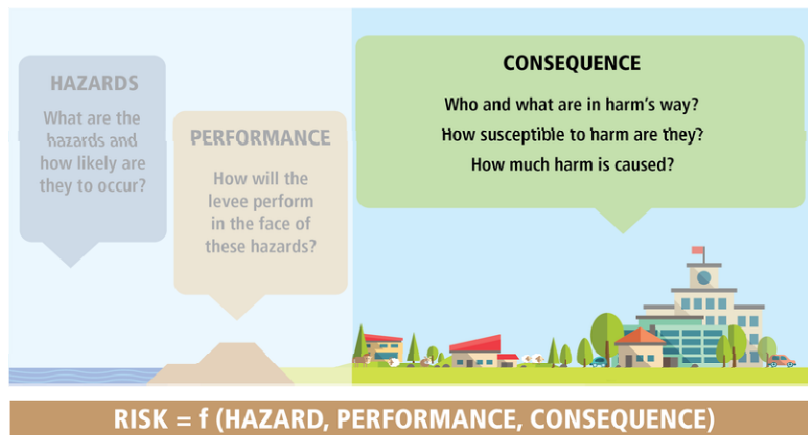 HAZARDS
What are the
hazards and
how likely are
they to occur?
PERFORMANCE
How will the
levee perform
in the face of
these hazards?
CONSEQUENCE
Who and what are in harm's way?
How susceptible to harm are they?
How much harm is caused?
RISK = f (HAZARD, PERFORMANCE, CONSEQUENCE)